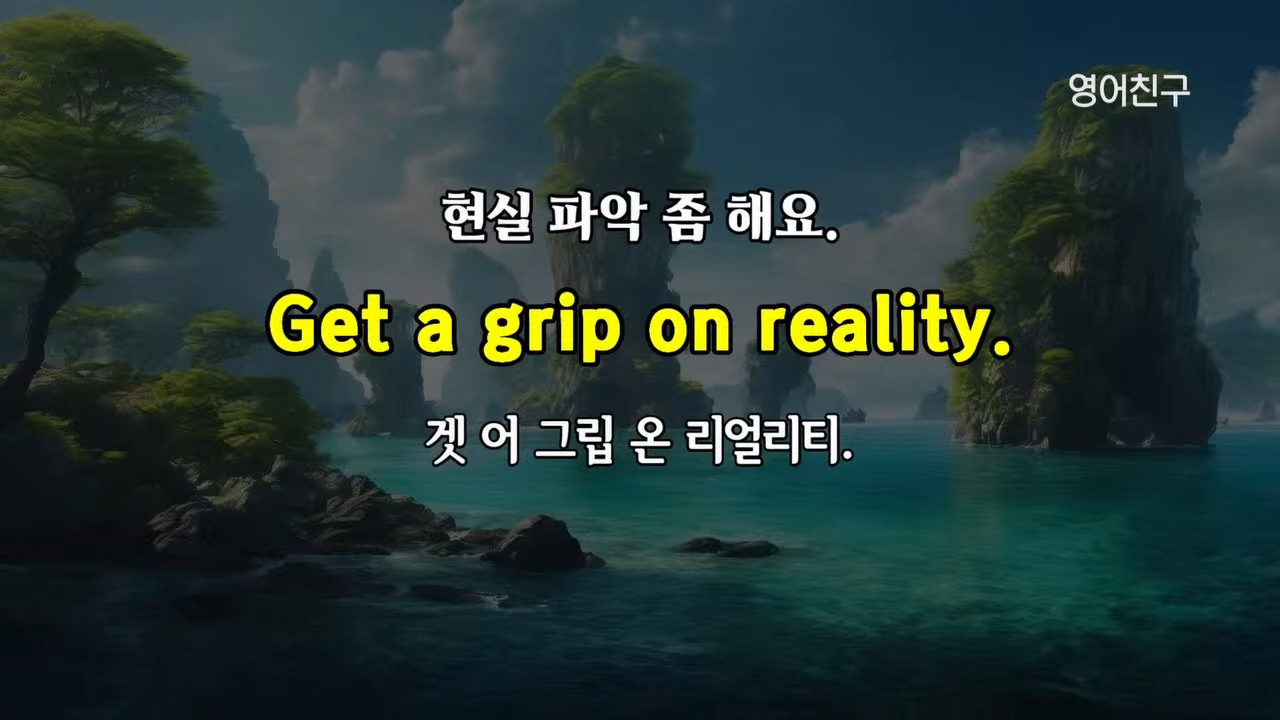 영어친구
현실 파악 좀 해요.
Get a grip on reality.
겟 어 그립 온 리얼리티.